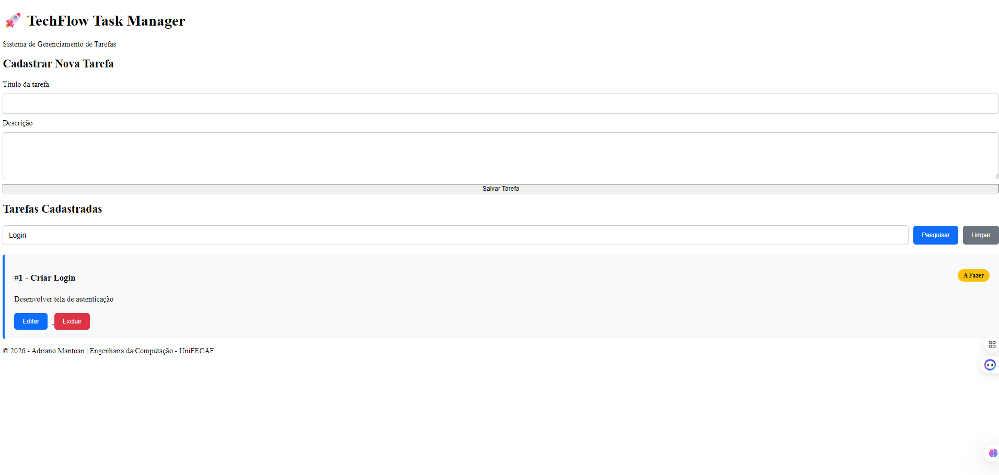 🚀 TechFlow Task Manager
Sistema de Gerenciamento de Tarefas
Cadastrar Nova Tarefa
Título da tarefa
Descrição
Salvar Tarefa
Tarefas Cadastradas
Login Pesquisar Limpar
#1 - Criar Login A Fazer
Desenvolver tela de autenticação
Editar Excluir
© 2026 - Adriano Mantoan | Engenharia da Computação - UniFECAF